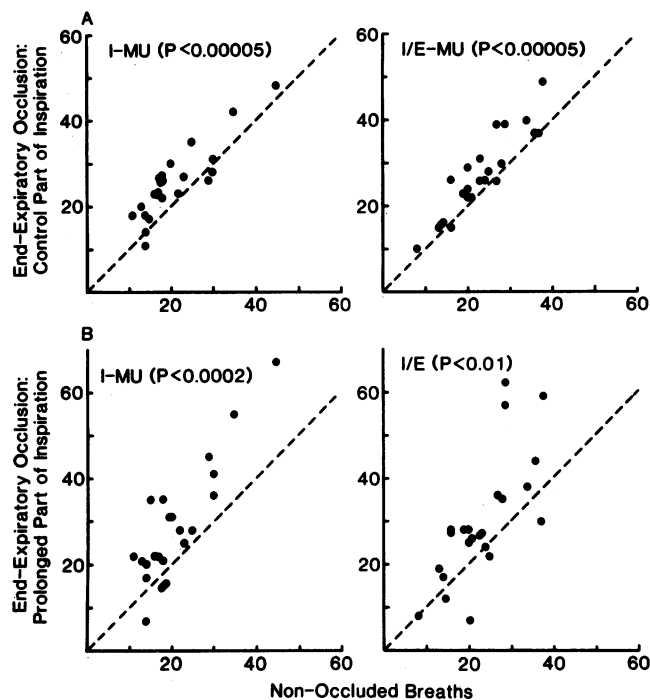 A
I-MU (P<0.00005)
I/E-MU (P<0.00005)
End-Expiratory Occlusion:
Control Part of Inspiration
60
40
20
20
40
60
60
40
20
20
40
60
B
I-MU (P<0.0002)
I/E (P<0.01)
End-Expiratory Occlusion:
Prolonged Part of Inspiration
60
40
20
20
40
60
60
40
20
20
40
60
Non-Occluded Breaths